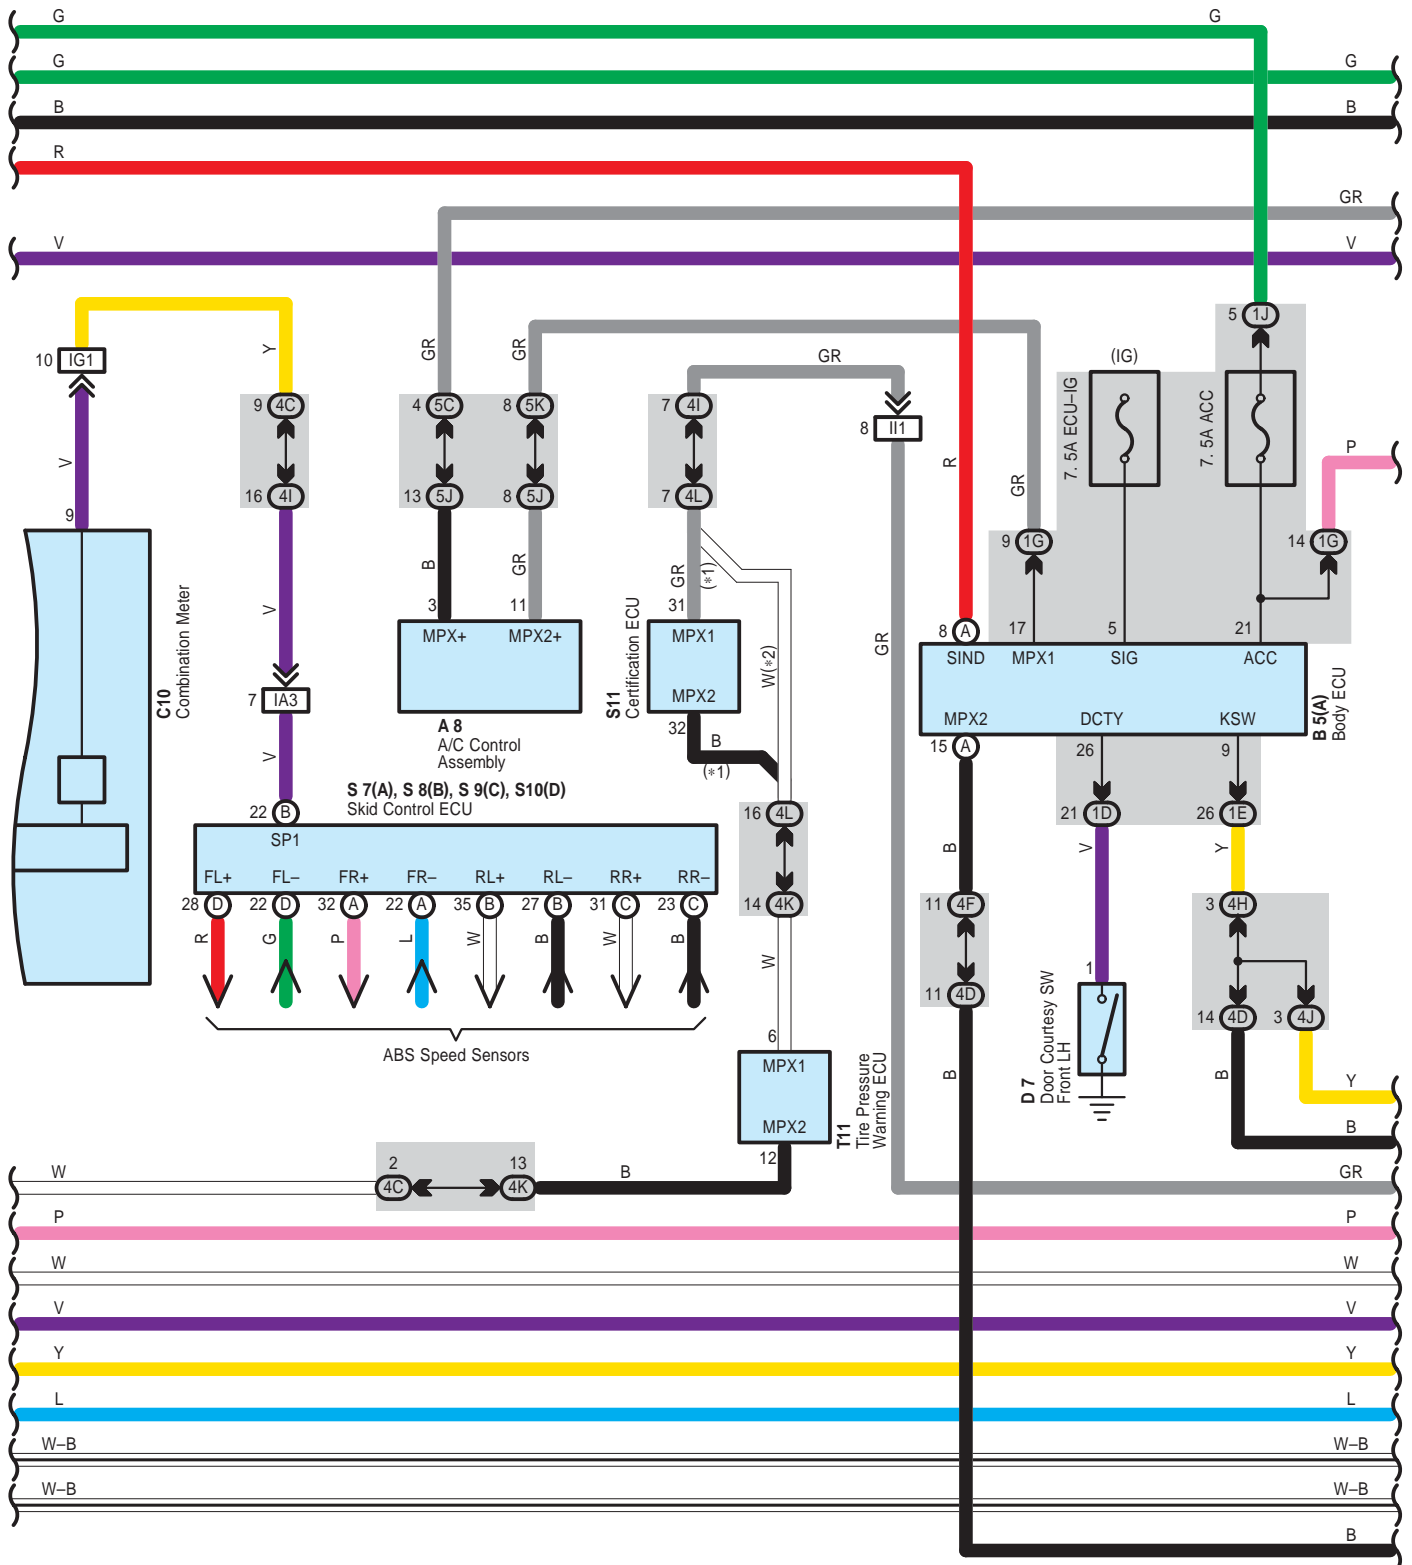 G G
G G
B B
R
GR
V V
5 1J
(IG)
7. 5A ECU–IG
7. 5A ACC
10 IG1
Y
GR
GR
GR
9 4C
4 5C
8 5K
7 4I
8 II1
P
V
R
GR
16 4I
13 5J
8 5J
7 4L
9
9 1G
14 1G
V
B
GR
GR
(*1)
3
11
31
8 A
17
5
21
C10
Combination Meter
MPX+
MPX2+
S11
Certification ECU
MPX1
MPX2
W(*2)
GR
SIND
MPX1
SIG
ACC
MPX2
DCTY
KSW
B 5(A)
Body ECU
7 IA3
A 8
A/C Control
Assembly
32
B
(*1)
15 A
26
9
V
S 7(A), S 8(B), S 9(C), S10(D)
Skid Control ECU
22 B
16 4L
21 1D
26 1E
SP1
B
V
Y
FL+ FL– FR+ FR– RL+ RL– RR+ RR–
28 D 22 D 32 A 22 A 35 B 27 B 31 C 23 C
14 4K
11 4F
3 4H
R G P L W B W B
W
1
11 4D
14 4D
3 4J
ABS Speed Sensors
6
D 7
Door Courtesy SW
Front LH
MPX1
MPX2
T11
Tire Pressure
Warning ECU
B
B
Y
B
12
W
2
4C
13
4K
B
GR
P P
W W
V V
Y Y
L L
W–B W–B
W–B W–B
B